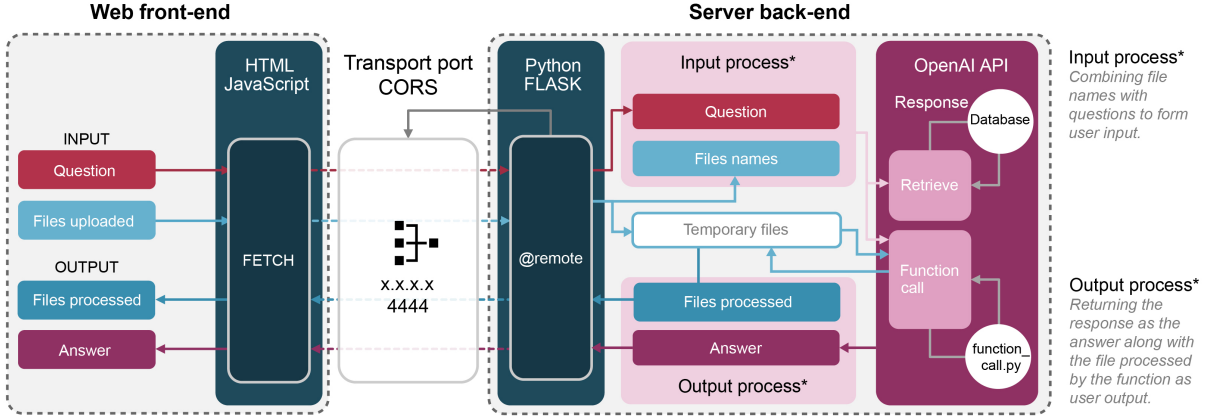 Web front-end
Server back-end
HTML
JavaScript
INPUT
Question
Files uploaded
OUTPUT
Files processed
Answer
FETCH
Transport port
CORS
x.x.x.x
4444
Python
FLASK
@remote
Input process*
Question
Files names
Temporary files
Files processed
Answer
Output process*
OpenAI API
Response
Database
Retrieve
Function
call
function_
call.py
Input process*
Combining file
names with
questions to form
user input.
Output process*
Returning the
response as the
answer along with
the file processed
by the function as
user output.